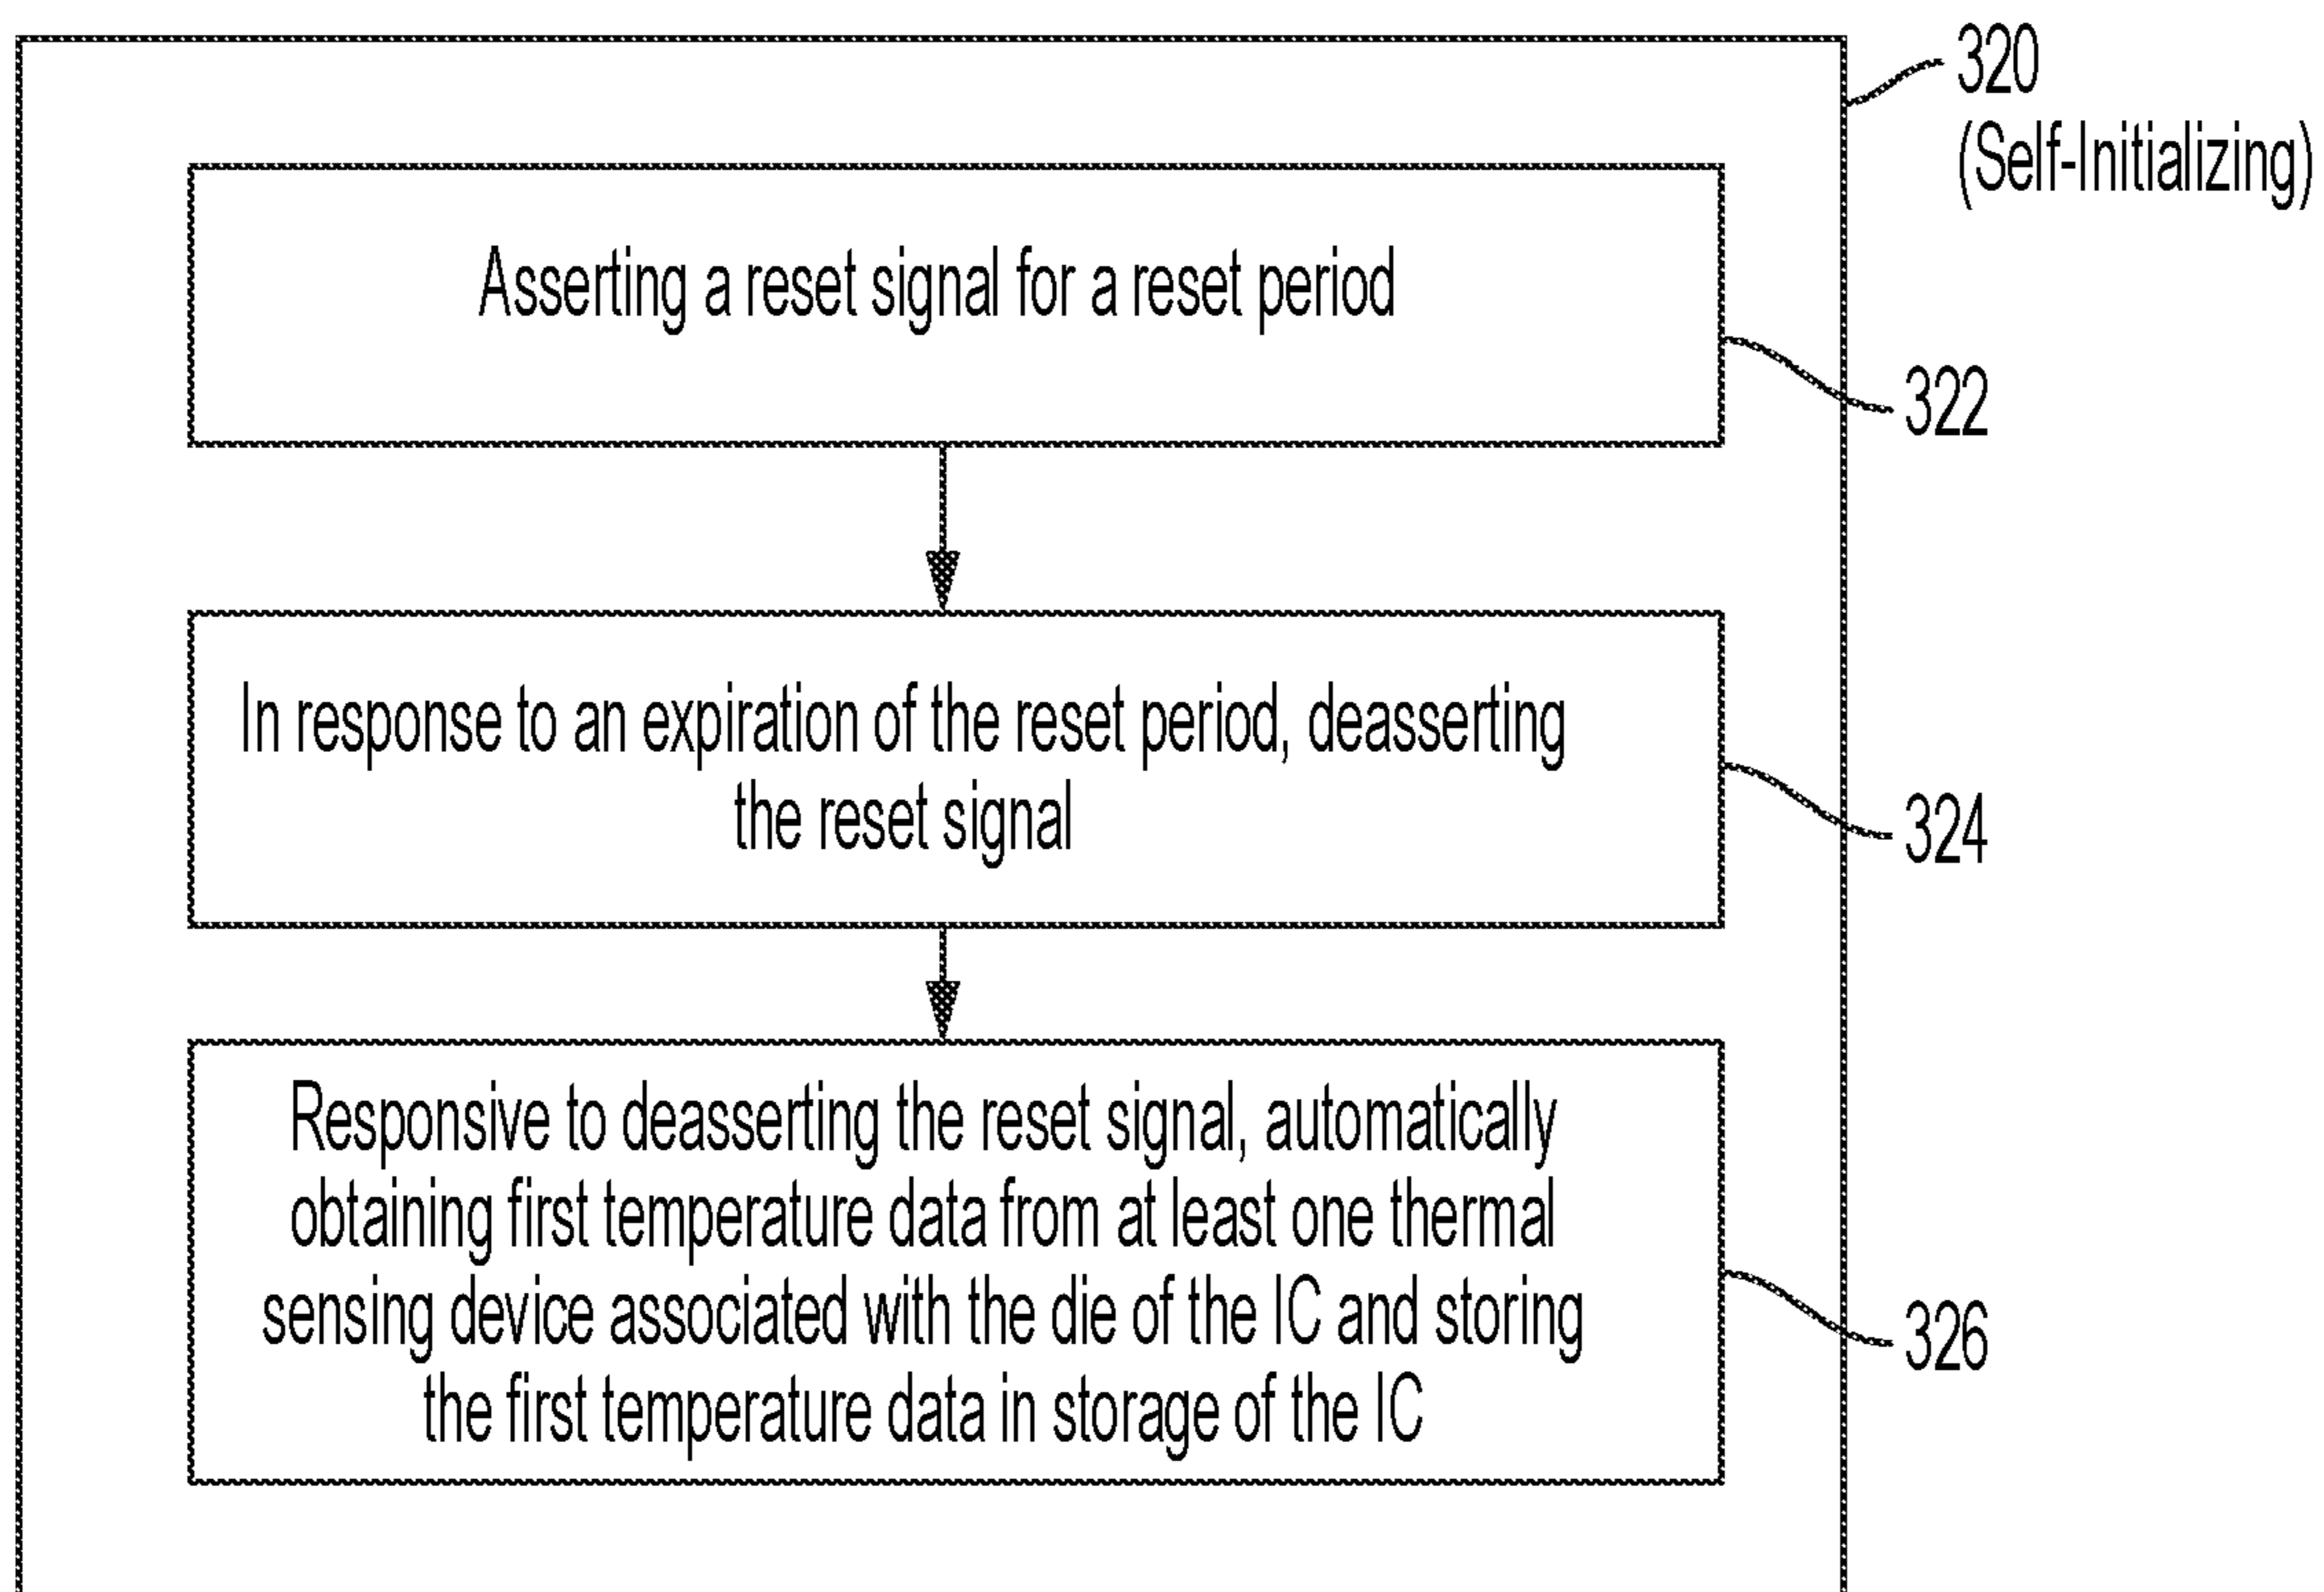 320
(Self-Initializing)
Asserting a reset signal for a reset period
322
In response to an expiration of the reset period, deasserting
the reset signal
324
Responsive to deasserting the reset signal, automatically
obtaining first temperature data from at least one thermal
sensing device associated with the die of the IC and storing
the first temperature data in storage of the IC
326